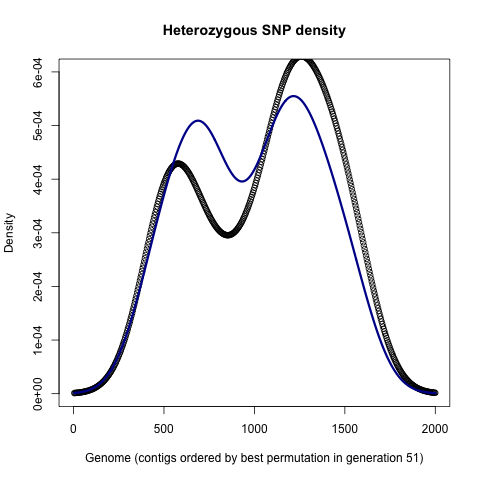 Heterozygous SNP density
Density
6e-04
5e-04
4e-04
3e-04
2e-04
1e-04
0e+00
0 500 1000 1500 2000
Genome (contigs ordered by best permutation in generation 51)